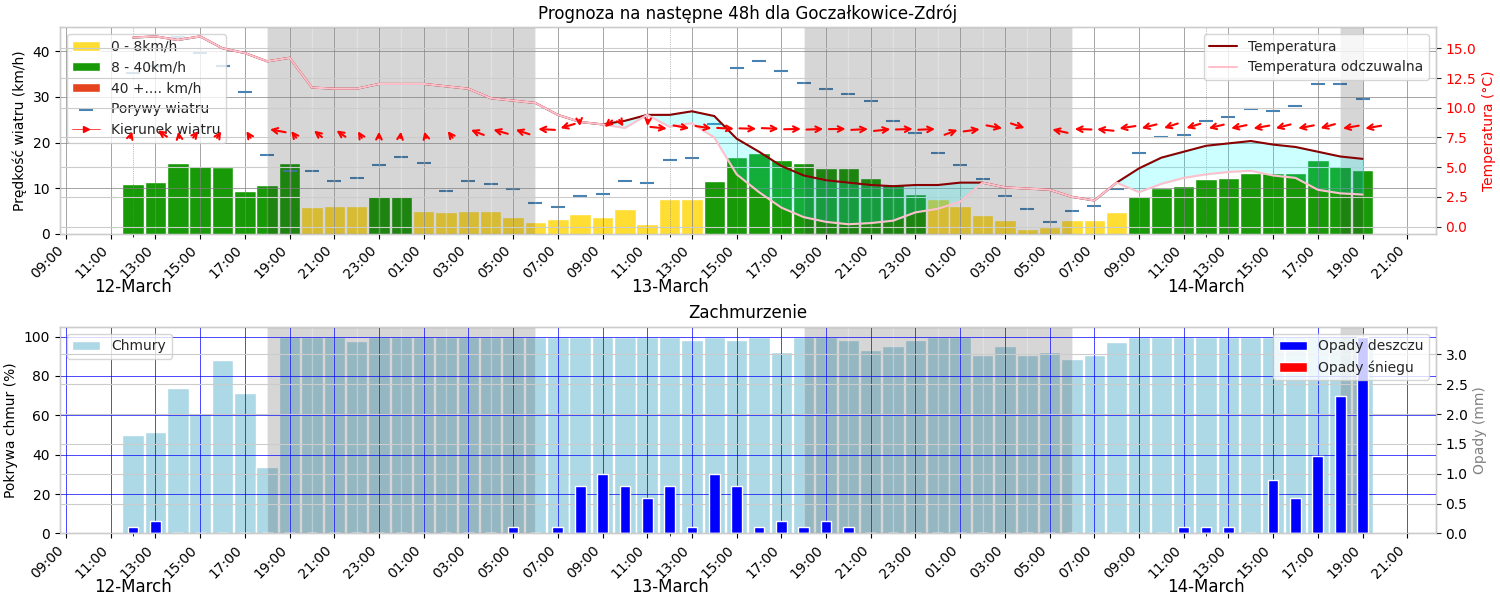 Prognoza na następne 48h dla Goczałkowice-Zdrój
Prędkość wiatru (km/h)
40
30
20
10
0
0 - 8km/h
8 - 40km/h
40 +.... km/h
Porywy wiatru
Kierunek wiatru
Temperatura
Temperatura odczuwalna
15.0
12.5
10.0
7.5
5.0
2.5
0.0
Temperatura (°C)
09:00 11:00 13:00 15:00 17:00 19:00 21:00 23:00 01:00 03:00 05:00 07:00 09:00 11:00 13:00 15:00 17:00 19:00 21:00 23:00 01:00 03:00 05:00 07:00 09:00 11:00 13:00 15:00 17:00 19:00 21:00
12-March 13-March 14-March
Zachmurzenie
Pokrywa chmur (%)
100
80
60
40
20
0
Chmury
Opady deszczu
Opady śniegu
3.0
2.5
2.0
1.5
1.0
0.5
0.0
Opady (mm)
09:00 11:00 13:00 15:00 17:00 19:00 21:00 23:00 01:00 03:00 05:00 07:00 09:00 11:00 13:00 15:00 17:00 19:00 21:00 23:00 01:00 03:00 05:00 07:00 09:00 11:00 13:00 15:00 17:00 19:00 21:00
12-March 13-March 14-March